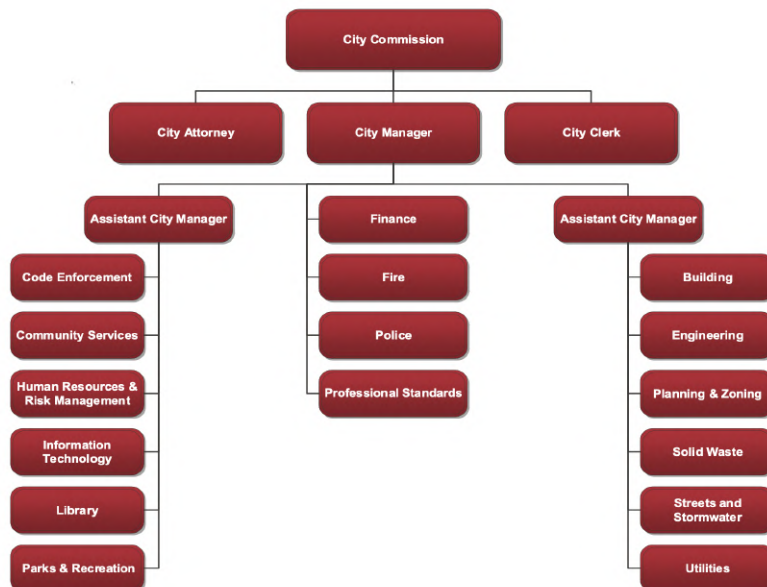 City Commission
City Attorney
City Manager
City Clerk
Assistant City Manager
Code Enforcement
Community Services
Human Resources &
Risk Management
Information
Technology
Library
Parks & Recreation
Finance
Fire
Police
Professional Standards
Assistant City Manager
Building
Engineering
Planning & Zoning
Solid Waste
Streets and
Stormwater
Utilities